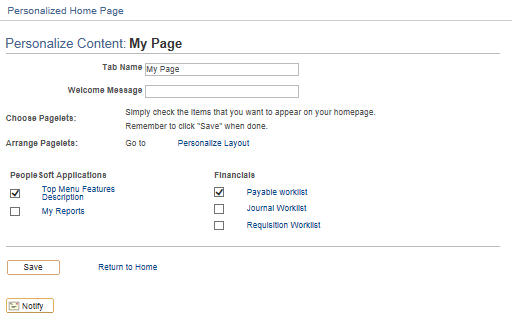 Personalized Home Page
Personalize Content: My Page
Tab Name My Page
Welcome Message
Choose Pagelets: Simply check the items that you want to appear on your homepage.
Remember to click "Save" when done.
Arrange Pagelets: Go to Personalize Layout
PeopleSoft Applications Financials
Top Menu Features Payable worklist
Description
My Reports Journal Worklist
Requisition Worklist
Save Return to Home
Notify